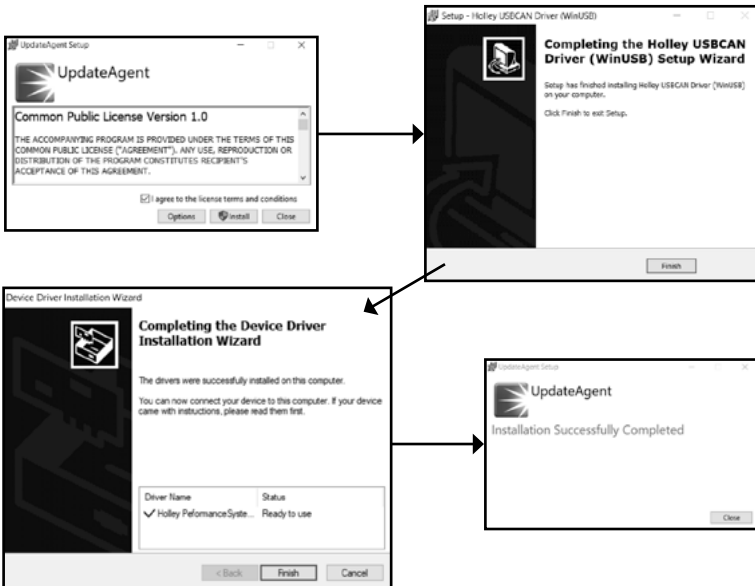 UpdateAgent Setup
UpdateAgent
Common Public License Version 1.0
THE ACCOMPANYING PROGRAM IS PROVIDED UNDER THE TERMS OF THIS
COMMON PUBLIC LICENSE ("AGREEMENT"). ANY USE, REPRODUCTION OR
DISTRIBUTION OF THE PROGRAM CONSTITUTES RECIPIENT'S
ACCEPTANCE OF THIS AGREEMENT.
I agree to the license terms and conditions
Options Install Close
Setup - Holley USBCAN Driver (WinUSB)
Completing the Holley USBCAN
Driver (WinUSB) Setup Wizard
Setup has finished installing Holley USBCAN Driver (WinUSB)
on your computer.
Click Finish to exit Setup.
Finish
Device Driver Installation Wizard
Completing the Device Driver
Installation Wizard
The drivers were successfully installed on this computer.
You can now connect your device to this computer. If your device
came with instructions, please read them first.
Driver Name Status
Holley PeformanceSyste... Ready to use
< Back Finish Cancel
UpdateAgent Setup
UpdateAgent
Installation Successfully Completed
Close